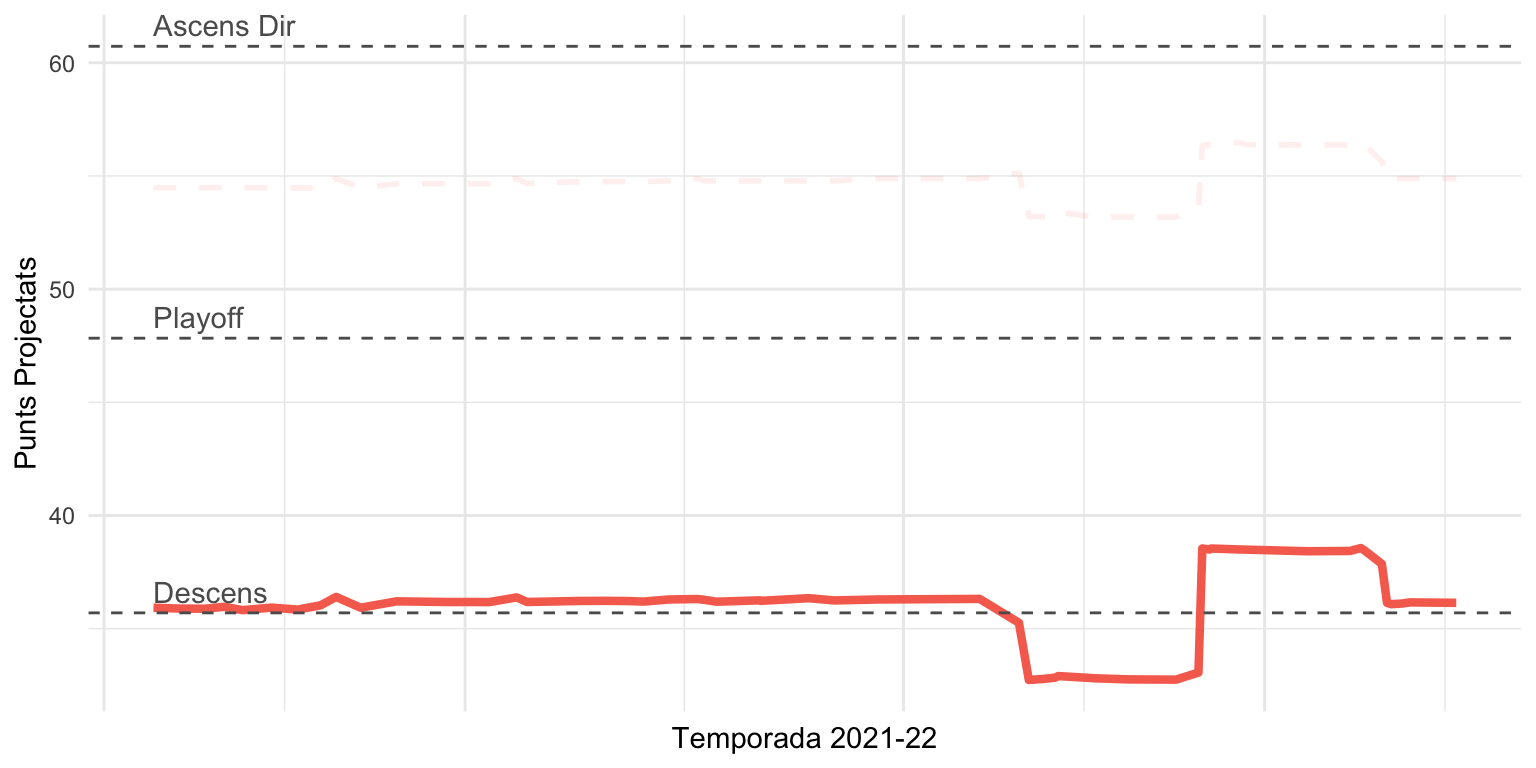 Ascens Dir
60
50
Playoff
Punts Projectats
40
Descens
Temporada 2021-22